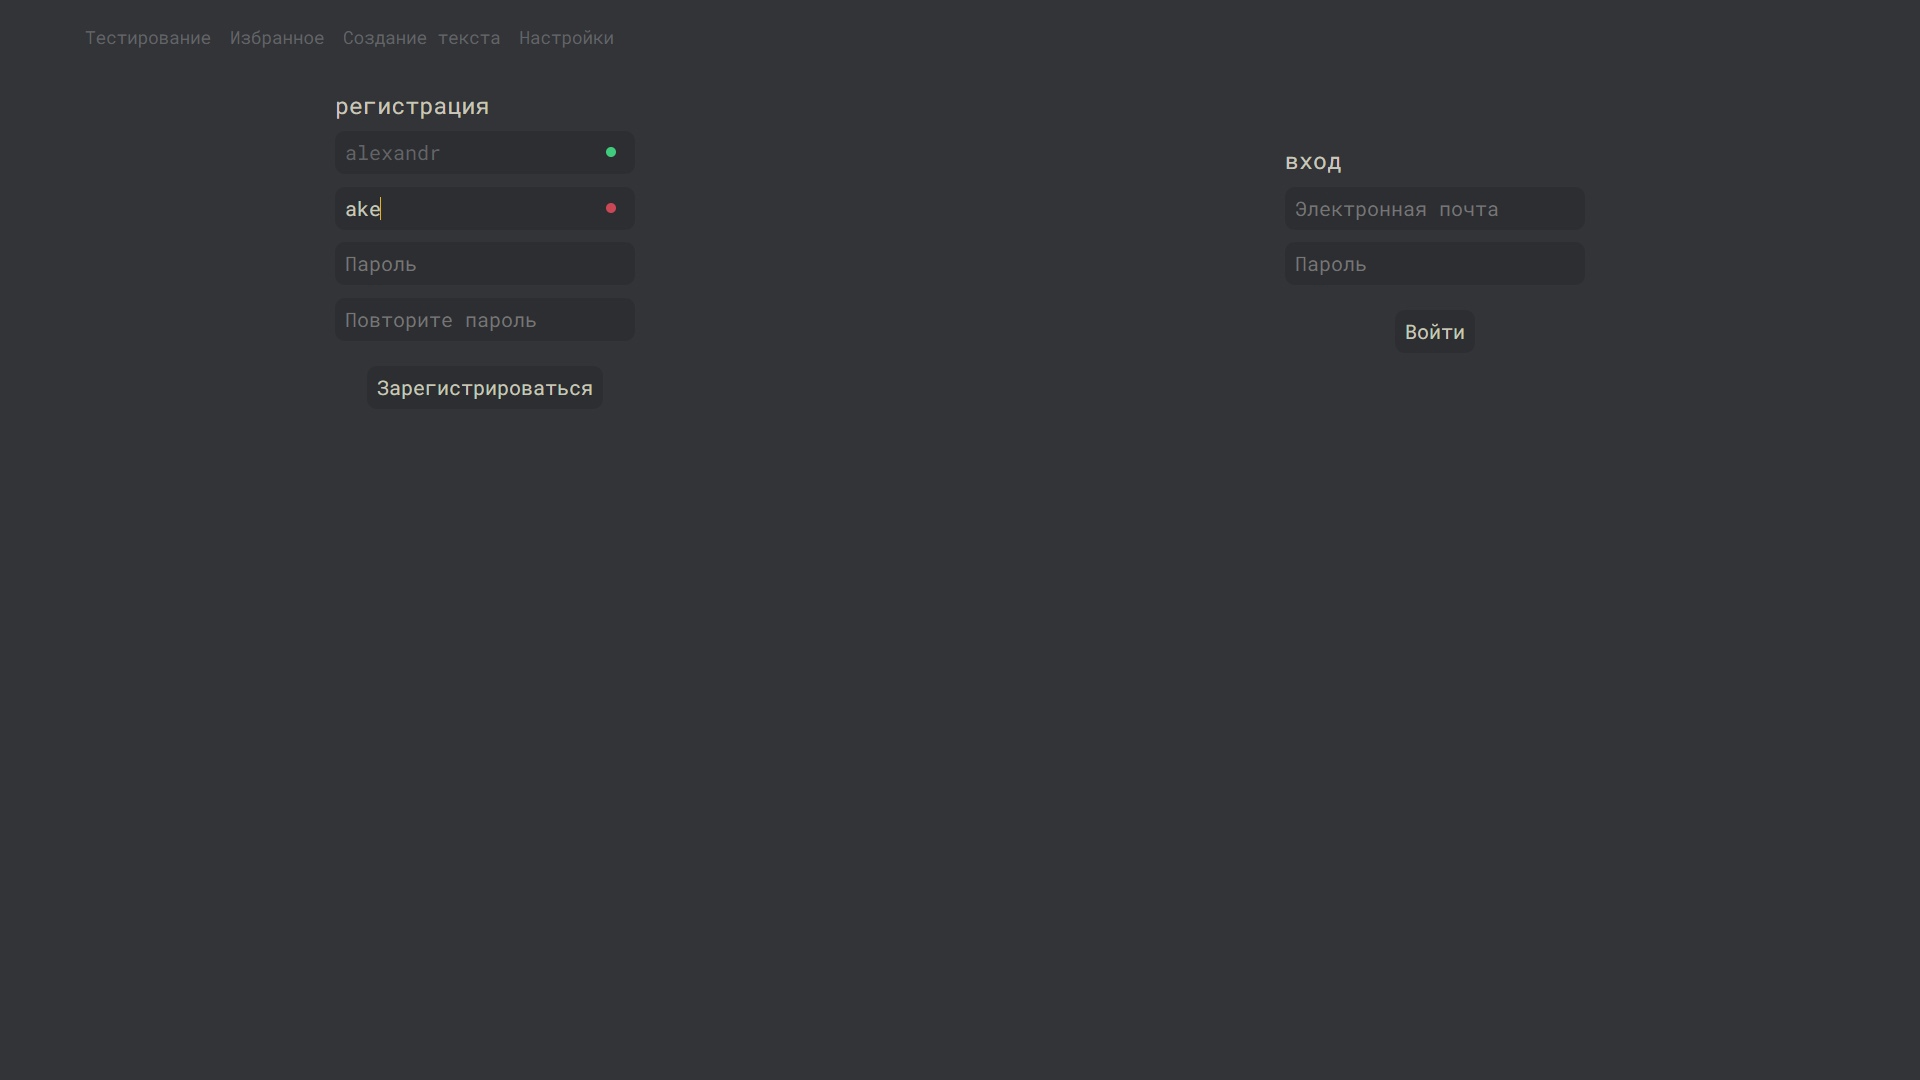 Тестирование Избранное Создание текста Настройки
регистрация
alexandr
ake
Пароль
Повторите пароль
Зарегистрироваться
вход
Электронная почта
Пароль
Войти